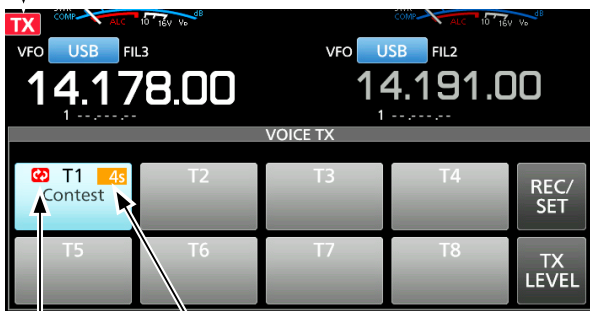 COMP ALC 10 16V VD dB COMP ALC 10 16V VD dB
TX
VFO USB FIL3 VFO USB FIL2
14.178.00 14.191.00
1 --.---.-- 1 --.---.--
VOICE TX
T1 4s T2 T3 T4 REC/
Contest SET
T5 T6 T7 T8 TX
LEVEL